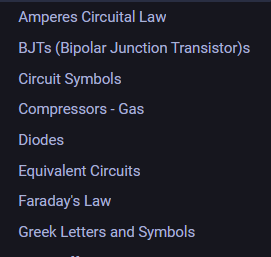 Amperes Circuital Law
BJTs (Bipolar Junction Transistor)s
Circuit Symbols
Compressors - Gas
Diodes
Equivalent Circuits
Faraday's Law
Greek Letters and Symbols